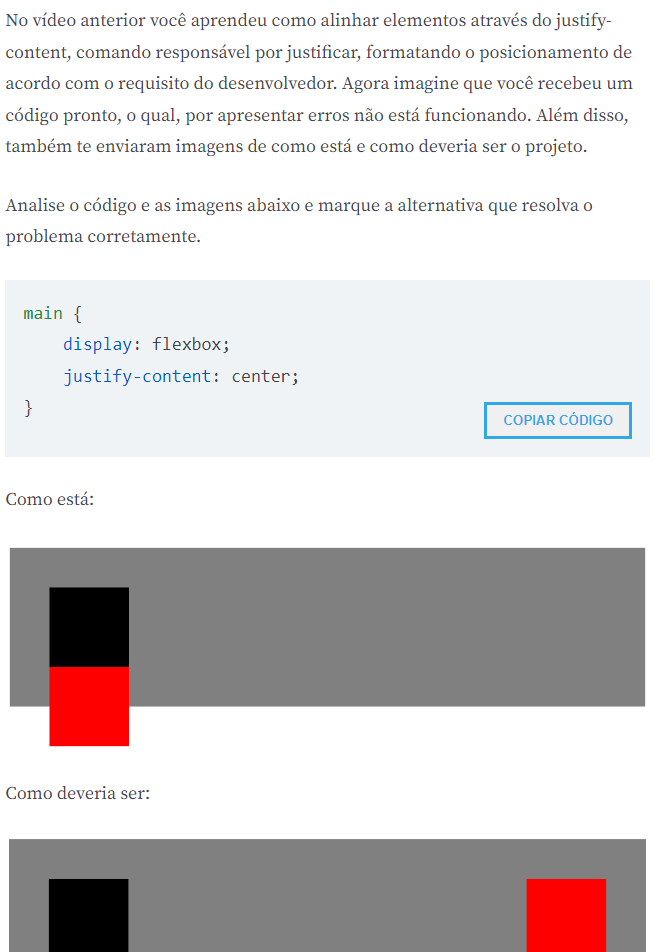 No vídeo anterior você aprendeu como alinhar elementos através do justify-
content, comando responsável por justificar, formatando o posicionamento de
acordo com o requisito do desenvolvedor. Agora imagine que você recebeu um
código pronto, o qual, por apresentar erros não está funcionando. Além disso,
também te enviaram imagens de como está e como deveria ser o projeto.
Analise o código e as imagens abaixo e marque a alternativa que resolva o
problema corretamente.
main {
    display: flexbox;
    justify-content: center;
}
COPIAR CÓDIGO
Como está:
Como deveria ser: